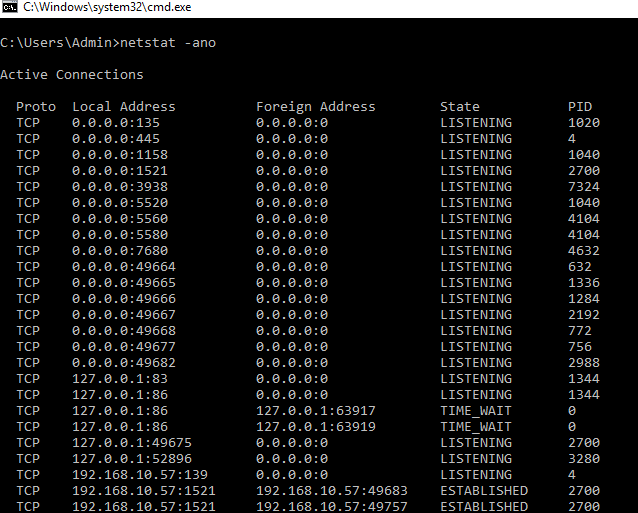 C:\Windows\system32\cmd.exe
C:\Users\Admin>netstat -ano
Active Connections
Proto Local Address Foreign Address State PID
TCP 0.0.0.0:135 0.0.0.0:0 LISTENING 1020
TCP 0.0.0.0:445 0.0.0.0:0 LISTENING 4
TCP 0.0.0.0:1158 0.0.0.0:0 LISTENING 1040
TCP 0.0.0.0:1521 0.0.0.0:0 LISTENING 2700
TCP 0.0.0.0:3938 0.0.0.0:0 LISTENING 7324
TCP 0.0.0.0:5520 0.0.0.0:0 LISTENING 1040
TCP 0.0.0.0:5560 0.0.0.0:0 LISTENING 4104
TCP 0.0.0.0:5580 0.0.0.0:0 LISTENING 4104
TCP 0.0.0.0:7680 0.0.0.0:0 LISTENING 4632
TCP 0.0.0.0:49664 0.0.0.0:0 LISTENING 632
TCP 0.0.0.0:49665 0.0.0.0:0 LISTENING 1336
TCP 0.0.0.0:49666 0.0.0.0:0 LISTENING 1284
TCP 0.0.0.0:49667 0.0.0.0:0 LISTENING 2192
TCP 0.0.0.0:49668 0.0.0.0:0 LISTENING 772
TCP 0.0.0.0:49677 0.0.0.0:0 LISTENING 756
TCP 0.0.0.0:49682 0.0.0.0:0 LISTENING 2988
TCP 127.0.0.1:83 0.0.0.0:0 LISTENING 1344
TCP 127.0.0.1:86 0.0.0.0:0 LISTENING 1344
TCP 127.0.0.1:86 127.0.0.1:63917 TIME_WAIT 0
TCP 127.0.0.1:86 127.0.0.1:63919 TIME_WAIT 0
TCP 127.0.0.1:49675 0.0.0.0:0 LISTENING 2700
TCP 127.0.0.1:52896 0.0.0.0:0 LISTENING 3280
TCP 192.168.10.57:139 0.0.0.0:0 LISTENING 4
TCP 192.168.10.57:1521 192.168.10.57:49683 ESTABLISHED 2700
TCP 192.168.10.57:1521 192.168.10.57:49757 ESTABLISHED 2700